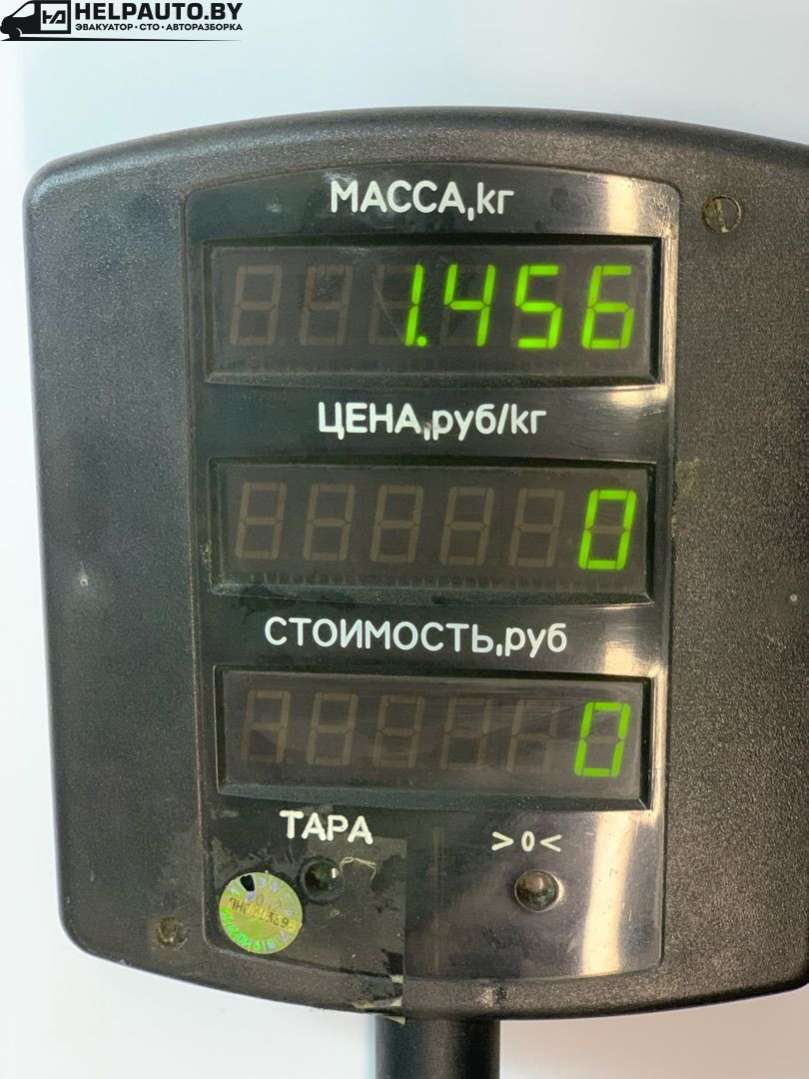 HELPAUTO.BY
ЭВАКУАТОР · СТО · АВТОРАЗБОРКА
МАССА,кг
1.456
ЦЕНА,руб/кг
0
СТОИМОСТЬ,руб
0
ТАРА >0<